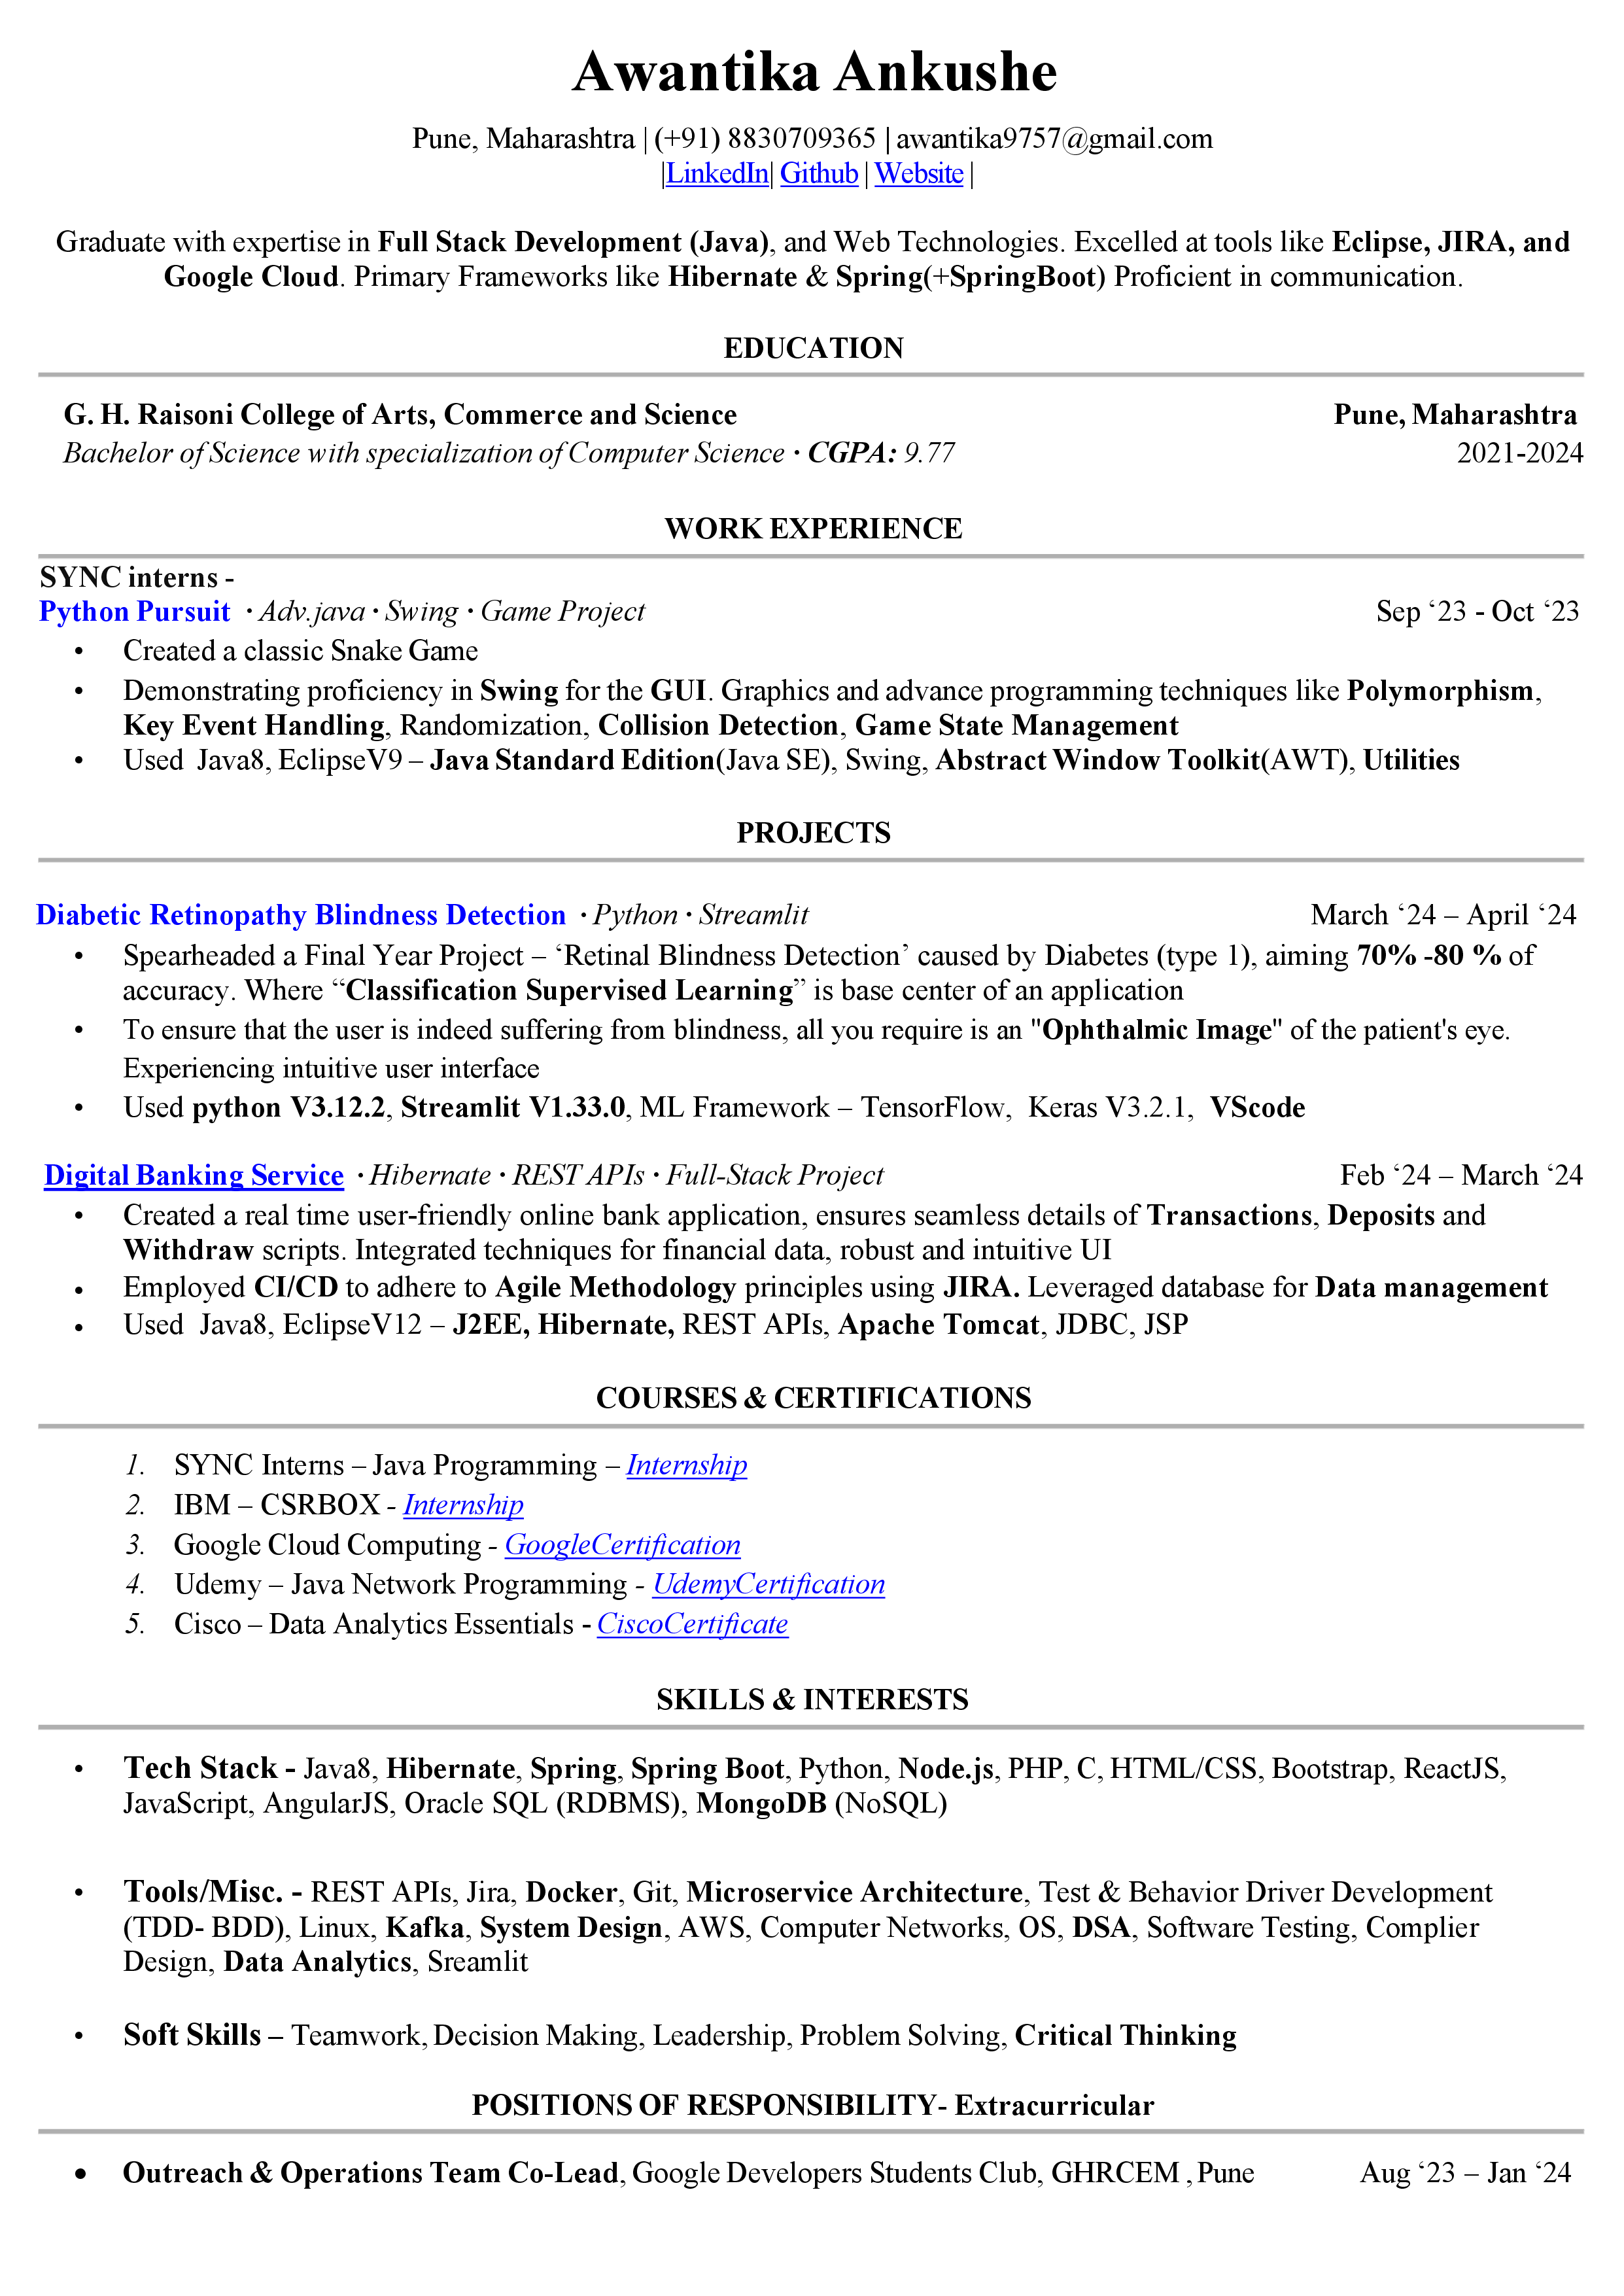 Awantika Ankushe
Pune, Maharashtra | (+91) 8830709365 | awantika9757@gmail.com
|LinkedIn| Github | Website |
Graduate with expertise in Full Stack Development (Java), and Web Technologies. Excelled at tools like Eclipse, JIRA, and
Google Cloud. Primary Frameworks like Hibernate & Spring(+SpringBoot) Proficient in communication.
EDUCATION
G. H. Raisoni College of Arts, Commerce and Science Pune, Maharashtra
Bachelor of Science with specialization of Computer Science · CGPA: 9.77 2021-2024
WORK EXPERIENCE
SYNC interns -
Python Pursuit · Adv.java · Swing · Game Project Sep ‘23 - Oct ‘23
• Created a classic Snake Game
• Demonstrating proficiency in Swing for the GUI. Graphics and advance programming techniques like Polymorphism,
Key Event Handling, Randomization, Collision Detection, Game State Management
• Used Java8, EclipseV9 – Java Standard Edition(Java SE), Swing, Abstract Window Toolkit(AWT), Utilities
PROJECTS
Diabetic Retinopathy Blindness Detection · Python · Streamlit March ‘24 – April ‘24
• Spearheaded a Final Year Project – ‘Retinal Blindness Detection’ caused by Diabetes (type 1), aiming 70% -80 % of
accuracy. Where “Classification Supervised Learning” is base center of an application
• To ensure that the user is indeed suffering from blindness, all you require is an "Ophthalmic Image" of the patient's eye.
Experiencing intuitive user interface
• Used python V3.12.2, Streamlit V1.33.0, ML Framework – TensorFlow, Keras V3.2.1, VScode
Digital Banking Service · Hibernate · REST APIs · Full-Stack Project Feb ‘24 – March ‘24
• Created a real time user-friendly online bank application, ensures seamless details of Transactions, Deposits and
Withdraw scripts. Integrated techniques for financial data, robust and intuitive UI
• Employed CI/CD to adhere to Agile Methodology principles using JIRA. Leveraged database for Data management
• Used Java8, EclipseV12 – J2EE, Hibernate, REST APIs, Apache Tomcat, JDBC, JSP
COURSES & CERTIFICATIONS
1. SYNC Interns – Java Programming – Internship
2. IBM – CSRBOX - Internship
3. Google Cloud Computing - GoogleCertification
4. Udemy – Java Network Programming - UdemyCertification
5. Cisco – Data Analytics Essentials - CiscoCertificate
SKILLS & INTERESTS
• Tech Stack - Java8, Hibernate, Spring, Spring Boot, Python, Node.js, PHP, C, HTML/CSS, Bootstrap, ReactJS,
JavaScript, AngularJS, Oracle SQL (RDBMS), MongoDB (NoSQL)
• Tools/Misc. - REST APIs, Jira, Docker, Git, Microservice Architecture, Test & Behavior Driver Development
(TDD- BDD), Linux, Kafka, System Design, AWS, Computer Networks, OS, DSA, Software Testing, Complier
Design, Data Analytics, Sreamlit
• Soft Skills – Teamwork, Decision Making, Leadership, Problem Solving, Critical Thinking
POSITIONS OF RESPONSIBILITY- Extracurricular
• Outreach & Operations Team Co-Lead, Google Developers Students Club, GHRCEM , Pune Aug ‘23 – Jan ‘24